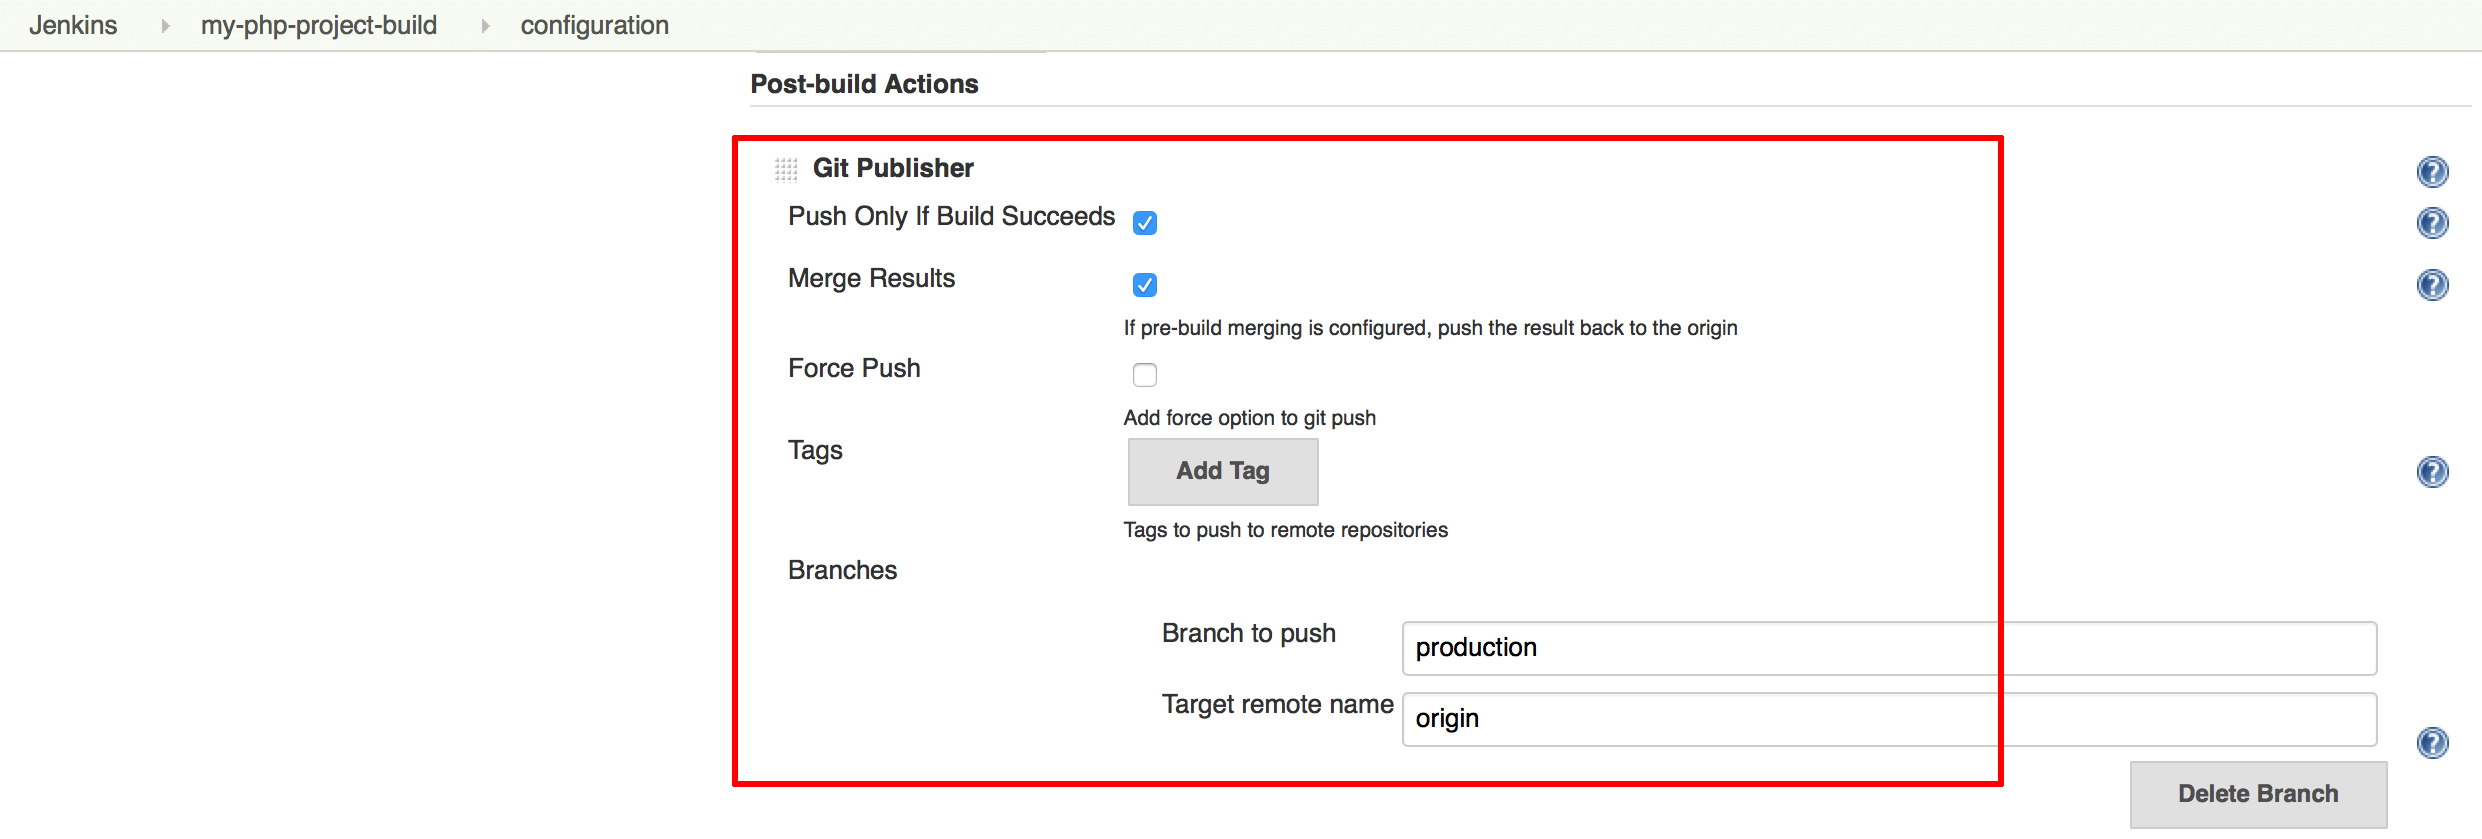 Jenkins my-php-project-build configuration
Post-build Actions
Git Publisher
Push Only If Build Succeeds
Merge Results
If pre-build merging is configured, push the result back to the origin
Force Push
Add force option to git push
Tags
Add Tag
Tags to push to remote repositories
Branches
Branch to push production
Target remote name origin
Delete Branch